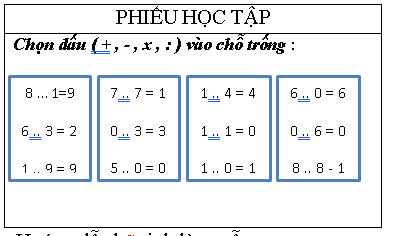 PHIẾU HỌC TẬP
Chọn dấu ( + , - , x , : ) vào chỗ trống :
8 ... 1=9
6 .. 3 = 2
1 .. 9 = 9
7 .. 7 = 1
0 .. 3 = 3
5 .. 0 = 0
1 .. 4 = 4
1 .. 1 = 0
1 .. 0 = 1
6 .. 0 = 6
0 .. 6 = 0
8 .. 8 - 1